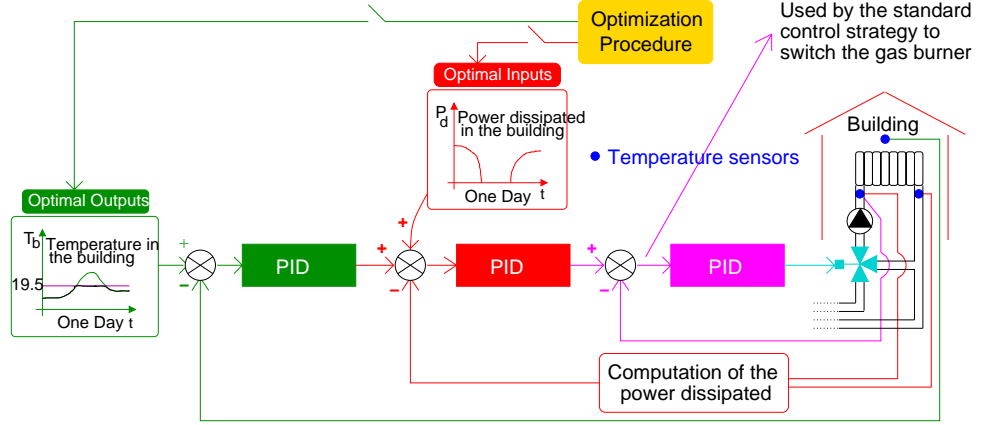 Optimization
Procedure
Used by the standard
control strategy to
switch the gas burner
Optimal Inputs
P
d
Power dissipated
in the building
One Day t
Building
Temperature sensors
Optimal Outputs
T
b
Temperature in
the building
19.5
One Day t
+
−
PID
+
+
−
PID
+
−
PID
Computation of the
power dissipated